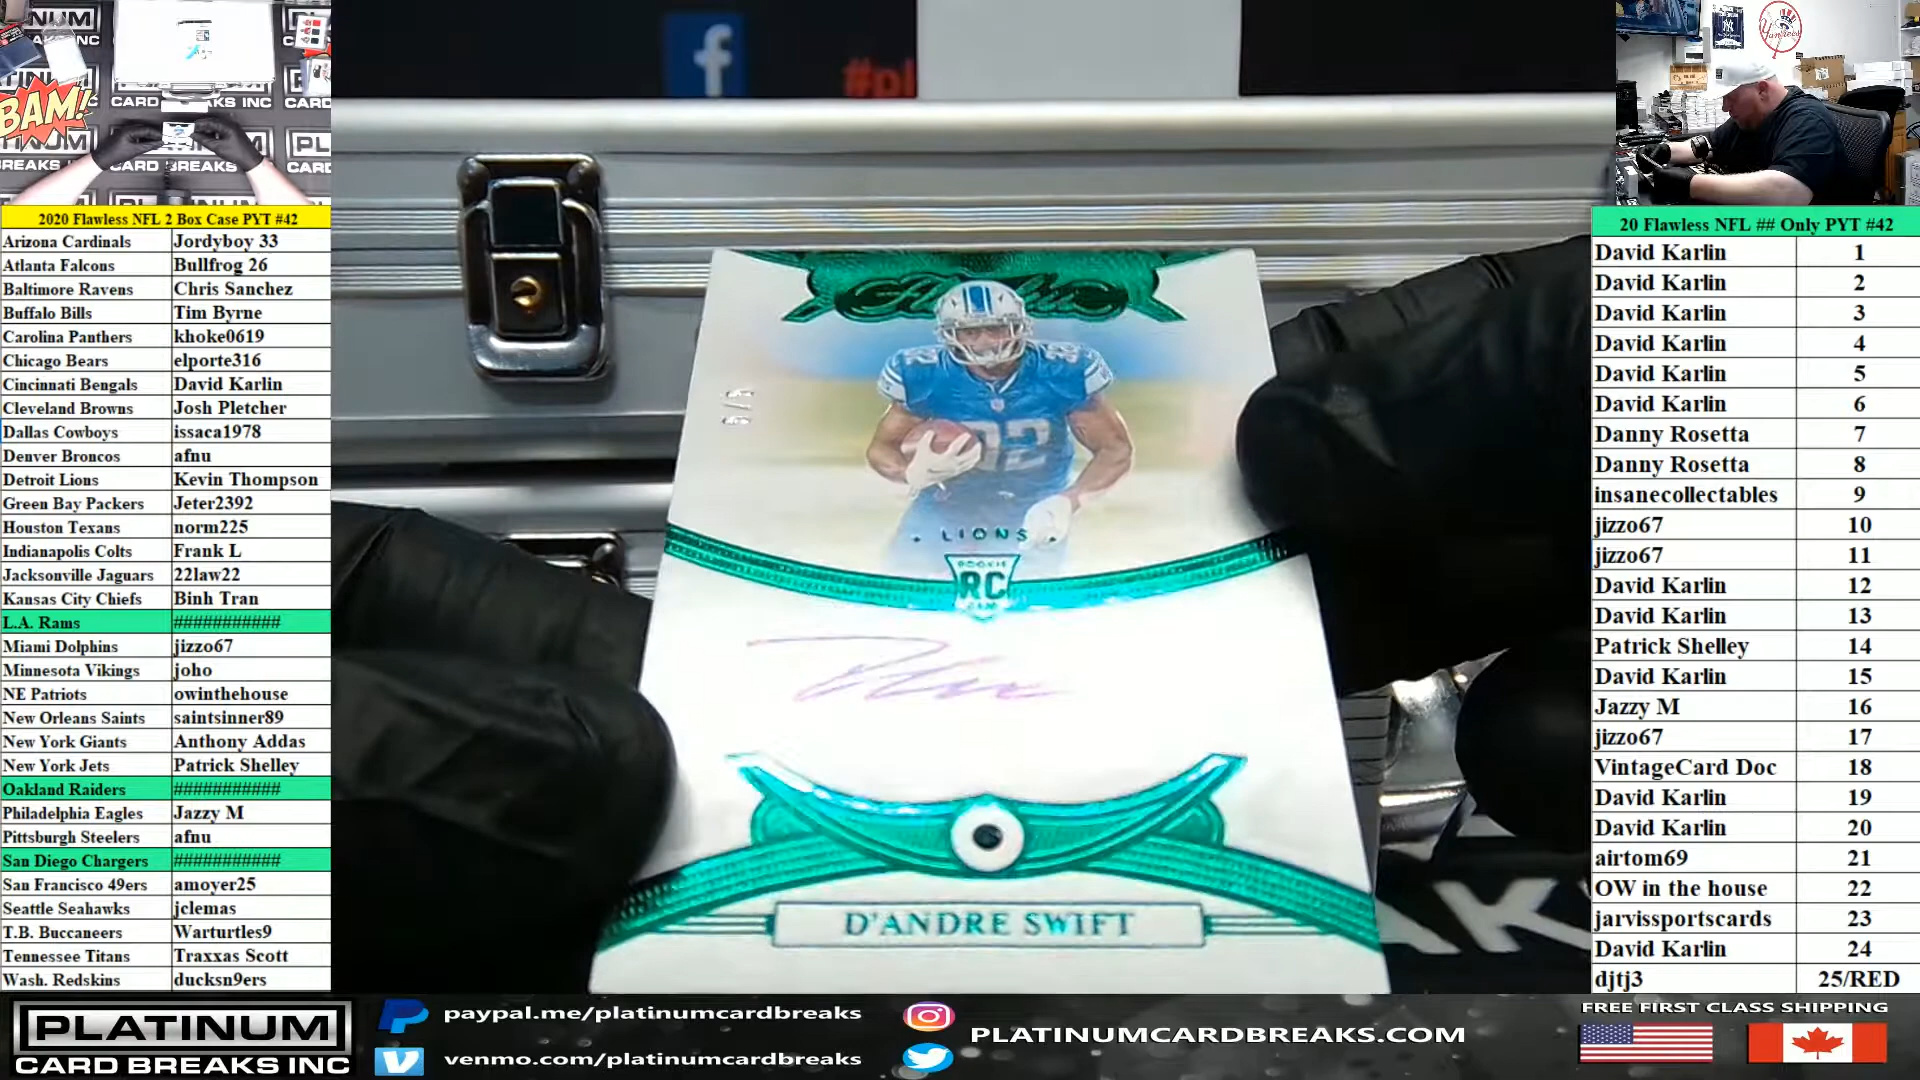 2020 Flawless NFL 2 Box Case PYT #42
Arizona Cardinals Jordyboy 33
Atlanta Falcons Bullfrog 26
Baltimore Ravens Chris Sanchez
Buffalo Bills Tim Byrne
Carolina Panthers khoke0619
Chicago Bears elporte316
Cincinnati Bengals David Karlin
Cleveland Browns Josh Pletcher
Dallas Cowboys issaca1978
Denver Broncos afnu
Detroit Lions Kevin Thompson
Green Bay Packers Jeter2392
Houston Texans norm225
Indianapolis Colts Frank L
Jacksonville Jaguars 22law22
Kansas City Chiefs Binh Tran
L.A. Rams ###########
Miami Dolphins jizzo67
Minnesota Vikings joho
NE Patriots owinthehouse
New Orleans Saints saintsinner89
New York Giants Anthony Addas
New York Jets Patrick Shelley
Oakland Raiders ###########
Philadelphia Eagles Jazzy M
Pittsburgh Steelers afnu
San Diego Chargers ###########
San Francisco 49ers amoyer25
Seattle Seahawks jclemas
T.B. Buccaneers Warturtles9
Tennessee Titans Traxxas Scott
Wash. Redskins ducksn9ers
BAM!
#pl
Flawless
32
LIONS
ROOKIE
RC
D'ANDRE SWIFT
Yankees
20 Flawless NFL ## Only PYT #42
David Karlin 1
David Karlin 2
David Karlin 3
David Karlin 4
David Karlin 5
David Karlin 6
Danny Rosetta 7
Danny Rosetta 8
insanecollectables 9
jizzo67 10
jizzo67 11
David Karlin 12
David Karlin 13
Patrick Shelley 14
David Karlin 15
Jazzy M 16
jizzo67 17
VintageCard Doc 18
David Karlin 19
David Karlin 20
airtom69 21
OW in the house 22
jarvissportscards 23
David Karlin 24
djtj3 25/RED
PLATINUM
CARD BREAKS INC
paypal.me/platinumcardbreaks
venmo.com/platinumcardbreaks
PLATINUMCARDBREAKS.COM
FREE FIRST CLASS SHIPPING